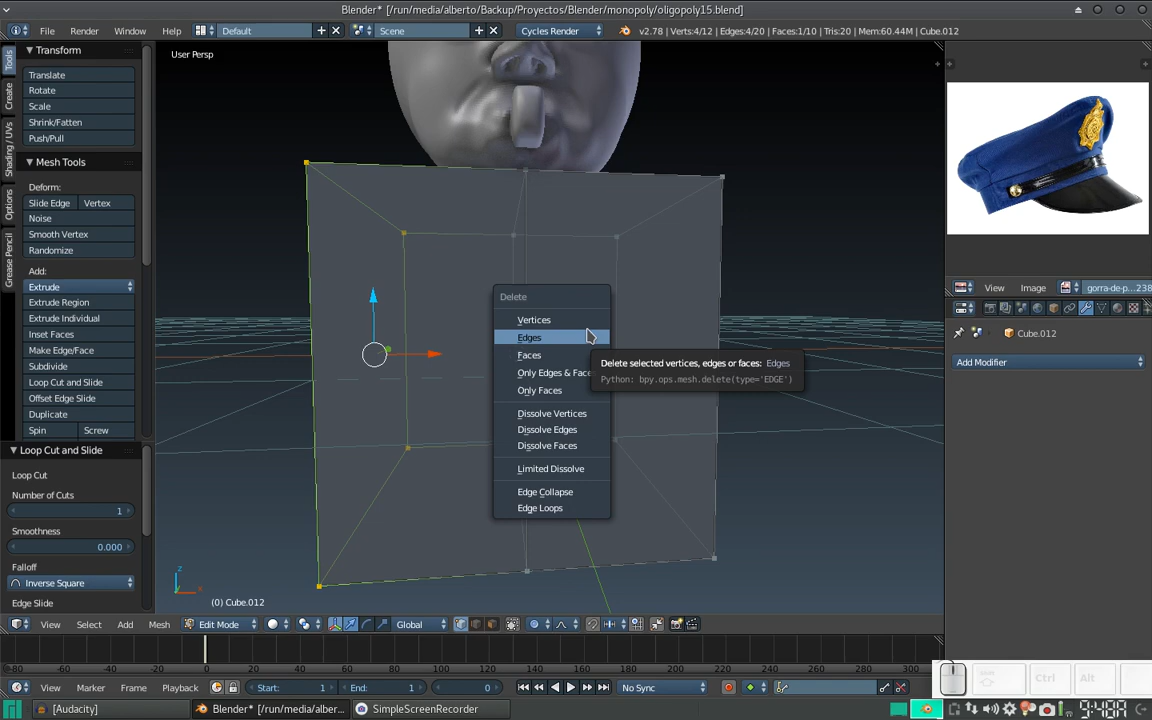 Blender* [/run/media/alberto/Backup/Proyectos/Blender/monopoly/oligopoly15.blend]
File Render Window Help Default Scene Cycles Render v2.78 | Verts:4/12 | Edges:4/20 | Faces:1/10 | Tris:20 | Mem:60.44M | Cube.012
Tools
Create
Shading / UVs
Options
Grease Pencil
Transform
Translate
Rotate
Scale
Shrink/Fatten
Push/Pull
Mesh Tools
Deform:
Slide Edge Vertex
Noise
Smooth Vertex
Randomize
Add:
Extrude
Extrude Region
Extrude Individual
Inset Faces
Make Edge/Face
Subdivide
Loop Cut and Slide
Offset Edge Slide
Duplicate
Spin Screw
Loop Cut and Slide
Loop Cut
Number of Cuts
1
Smoothness
0.000
Falloff
Inverse Square
Edge Slide
User Persp
Delete
Vertices
Edges
Faces
Only Edges & Face
Only Faces
Dissolve Vertices
Dissolve Edges
Dissolve Faces
Limited Dissolve
Edge Collapse
Edge Loops
Delete selected vertices, edges or faces: Edges
Python: bpy.ops.mesh.delete(type='EDGE')
z
x
(0) Cube.012
View Image gorra-de-p... 238
Cube.012
Add Modifier
View Select Add Mesh Edit Mode Global
-80 -60 -40 -20 0 20 40 60 80 100 120 140 160 180 200 220 240 260 280 300
View Marker Frame Playback Start: 1 End: 1 0 No Sync
Ctrl Alt
[Audacity] Blender* [/run/media/alber... SimpleScreenRecorder